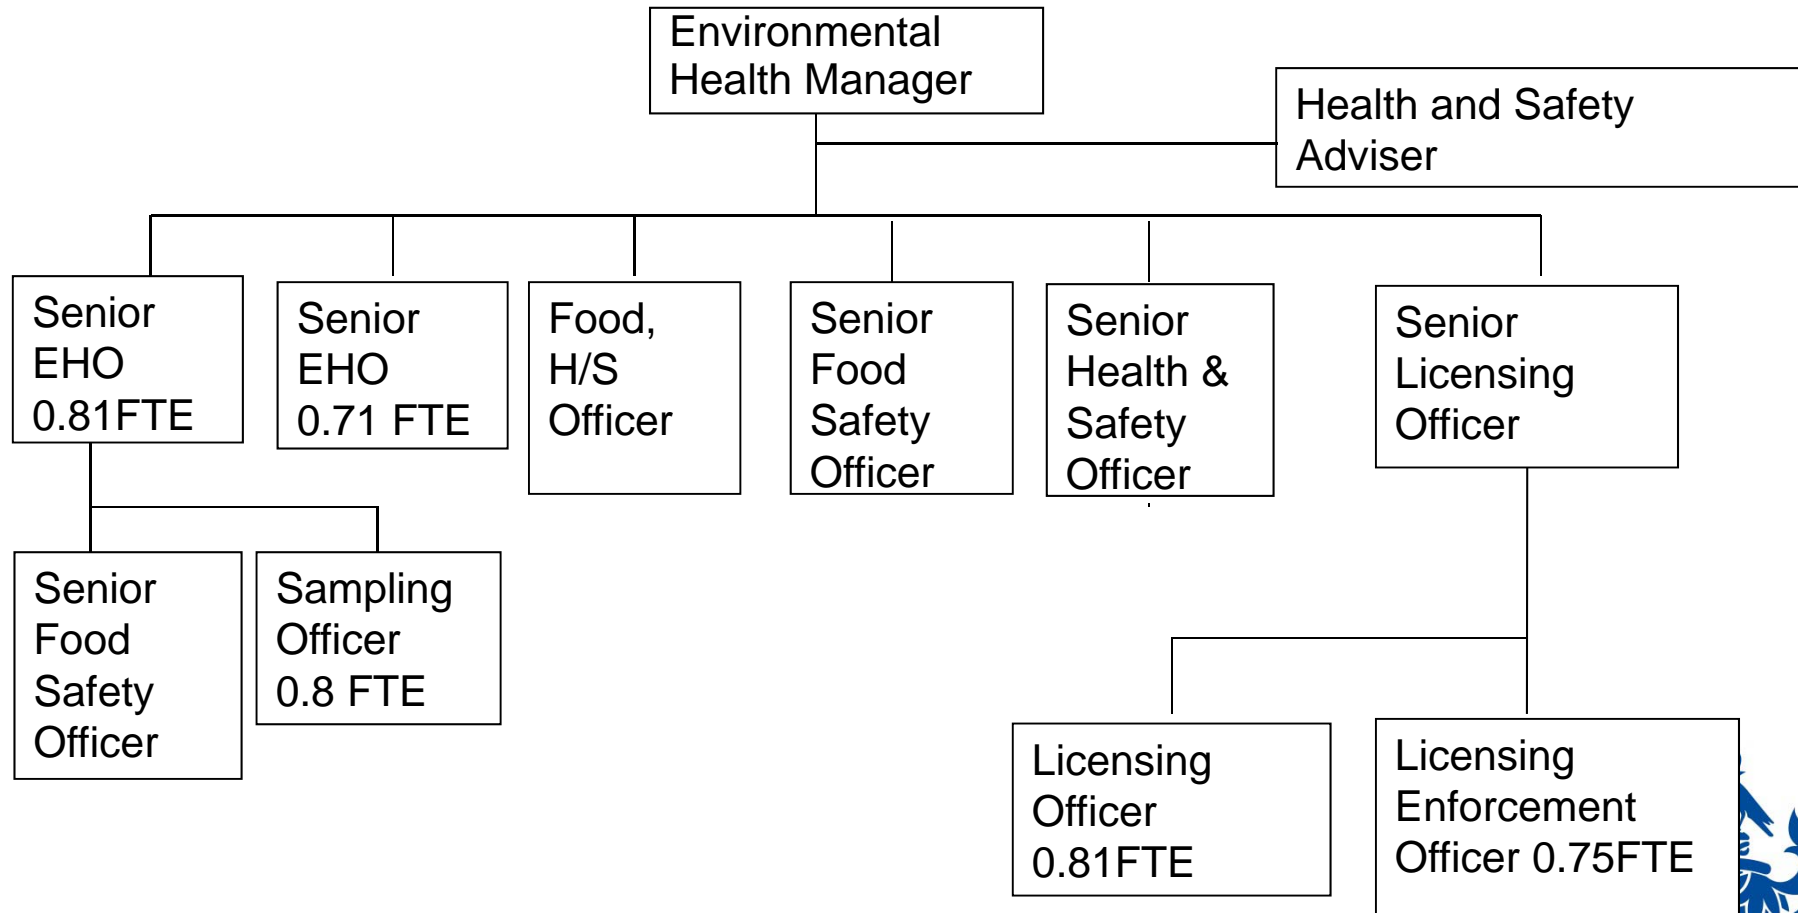 Environmental
Health Manager
Health and Safety
Adviser
Senior
EHO
0.81FTE
Senior
EHO
0.71 FTE
Food,
H/S
Officer
Senior
Food
Safety
Officer
Senior
Health &
Safety
Officer
Senior
Licensing
Officer
Senior
Food
Safety
Officer
Sampling
Officer
0.8 FTE
Licensing
Officer
0.81FTE
Licensing
Enforcement
Officer 0.75FTE